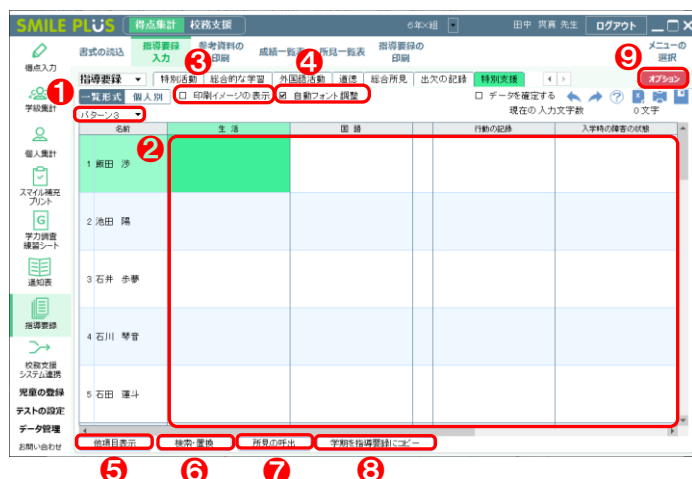 SMILE PLUS 得点集計 校務支援 6年×組 田中 巽真 先生 ログアウト
得点入力
書式の読込
指導要録
入力
参考資料の
印刷
成績一覧表
所見一覧表
指導要録の
印刷
メニューの
選択
9
指導要録 特別活動 総合的な学習 外国語活動 道徳 総合所見 出欠の記録 特別支援 オプション
3 4
1
一覧形式 個人別 印刷イメージの表示 自動フォント調整 データを確定する
現在の入力文字数 0文字
パターン3
2
名前 生 活 国 語 行動の記録 入学時の障害の状態
1 飯田 渉
2 池田 陽
3 石井 歩夢
4 石川 琴音
5 石田 蓮斗
学級集計
個人集計
スマイル補充
プリント
G
学力調査
練習シート
通知表
指導要録
校務支援
システム連携
児童の登録
テストの設定
データ管理
お問い合わせ
他項目表示 検索・置換 所見の呼出 学期を指導要録にコピー
5 6 7 8